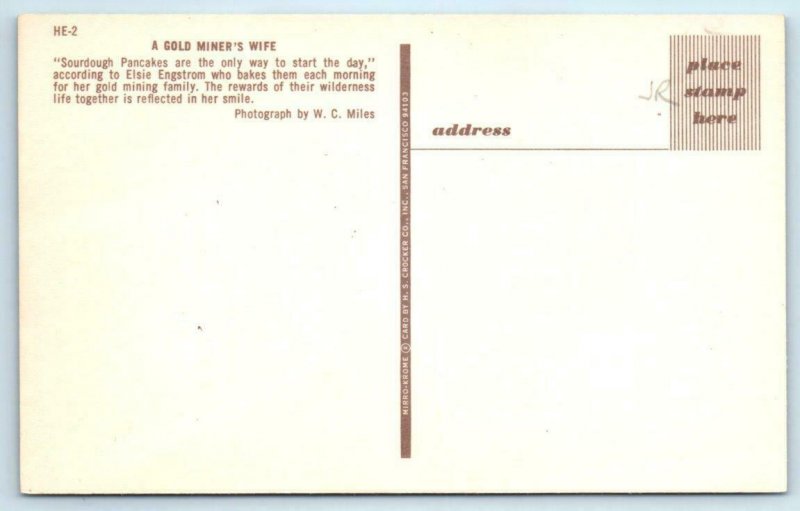 HE-2
A GOLD MINER'S WIFE
"Sourdough Pancakes are the only way to start the day,"
according to Elsie Engstrom who bakes them each morning
for her gold mining family. The rewards of their wilderness
life together is reflected in her smile.
Photograph by W. C. Miles
MIRRO-KROME ® CARD BY H. S. CROCKER CO., INC., SAN FRANCISCO 94103
address
place
stamp
here
JR